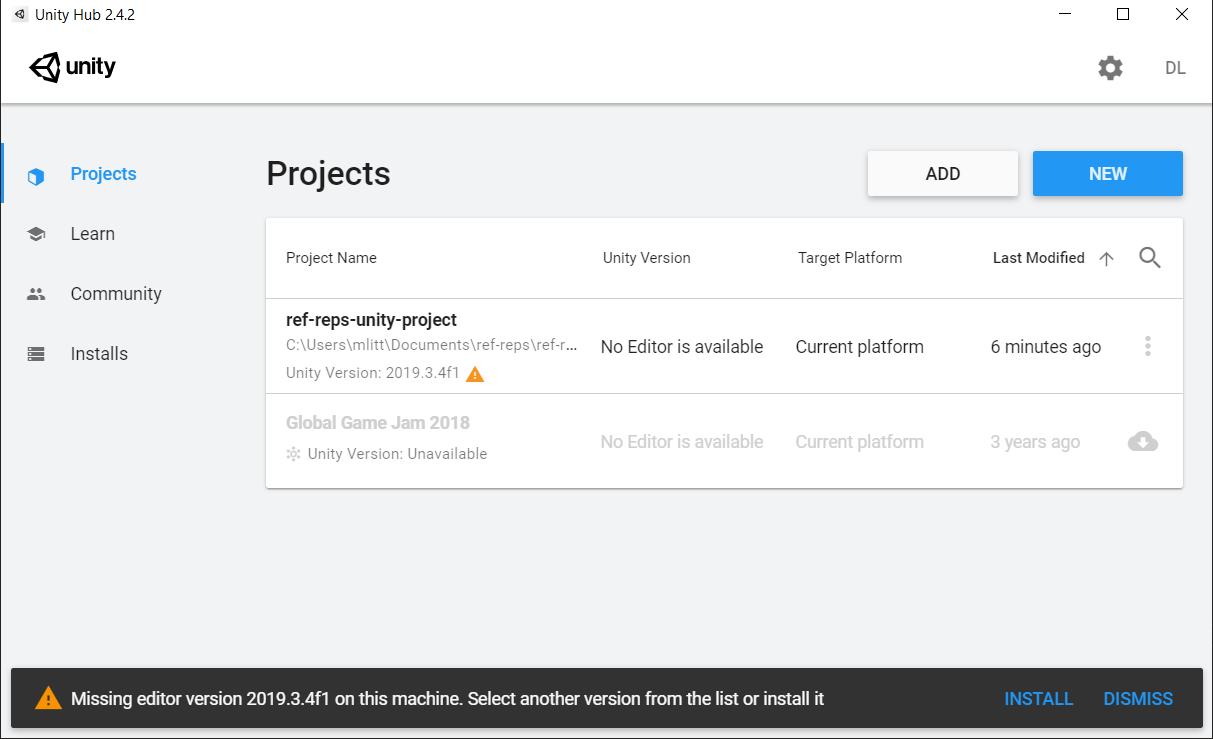 Unity Hub 2.4.2
unity
DL
Projects
Learn
Community
Installs
Projects
ADD
NEW
Project Name
Unity Version
Target Platform
Last Modified
ref-reps-unity-project
C:\Users\mlitt\Documents\ref-reps\ref-r...
Unity Version: 2019.3.4f1
No Editor is available
Current platform
6 minutes ago
Global Game Jam 2018
Unity Version: Unavailable
No Editor is available
Current platform
3 years ago
Missing editor version 2019.3.4f1 on this machine. Select another version from the list or install it
INSTALL
DISMISS